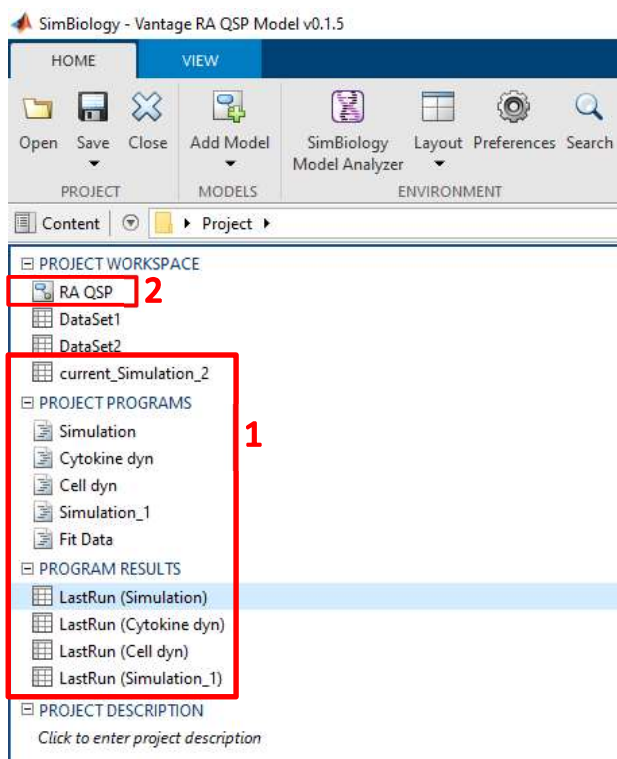 SimBiology - Vantage RA QSP Model v0.1.5
HOME VIEW
Open Save Close Add Model SimBiology Model Analyzer Layout Preferences Search
PROJECT MODELS ENVIRONMENT
Content Project
PROJECT WORKSPACE
RA QSP 2
DataSet1
DataSet2
current_Simulation_2
PROJECT PROGRAMS
Simulation
1
Cytokine dyn
Cell dyn
Simulation_1
Fit Data
PROGRAM RESULTS
LastRun (Simulation)
LastRun (Cytokine dyn)
LastRun (Cell dyn)
LastRun (Simulation_1)
PROJECT DESCRIPTION
Click to enter project description